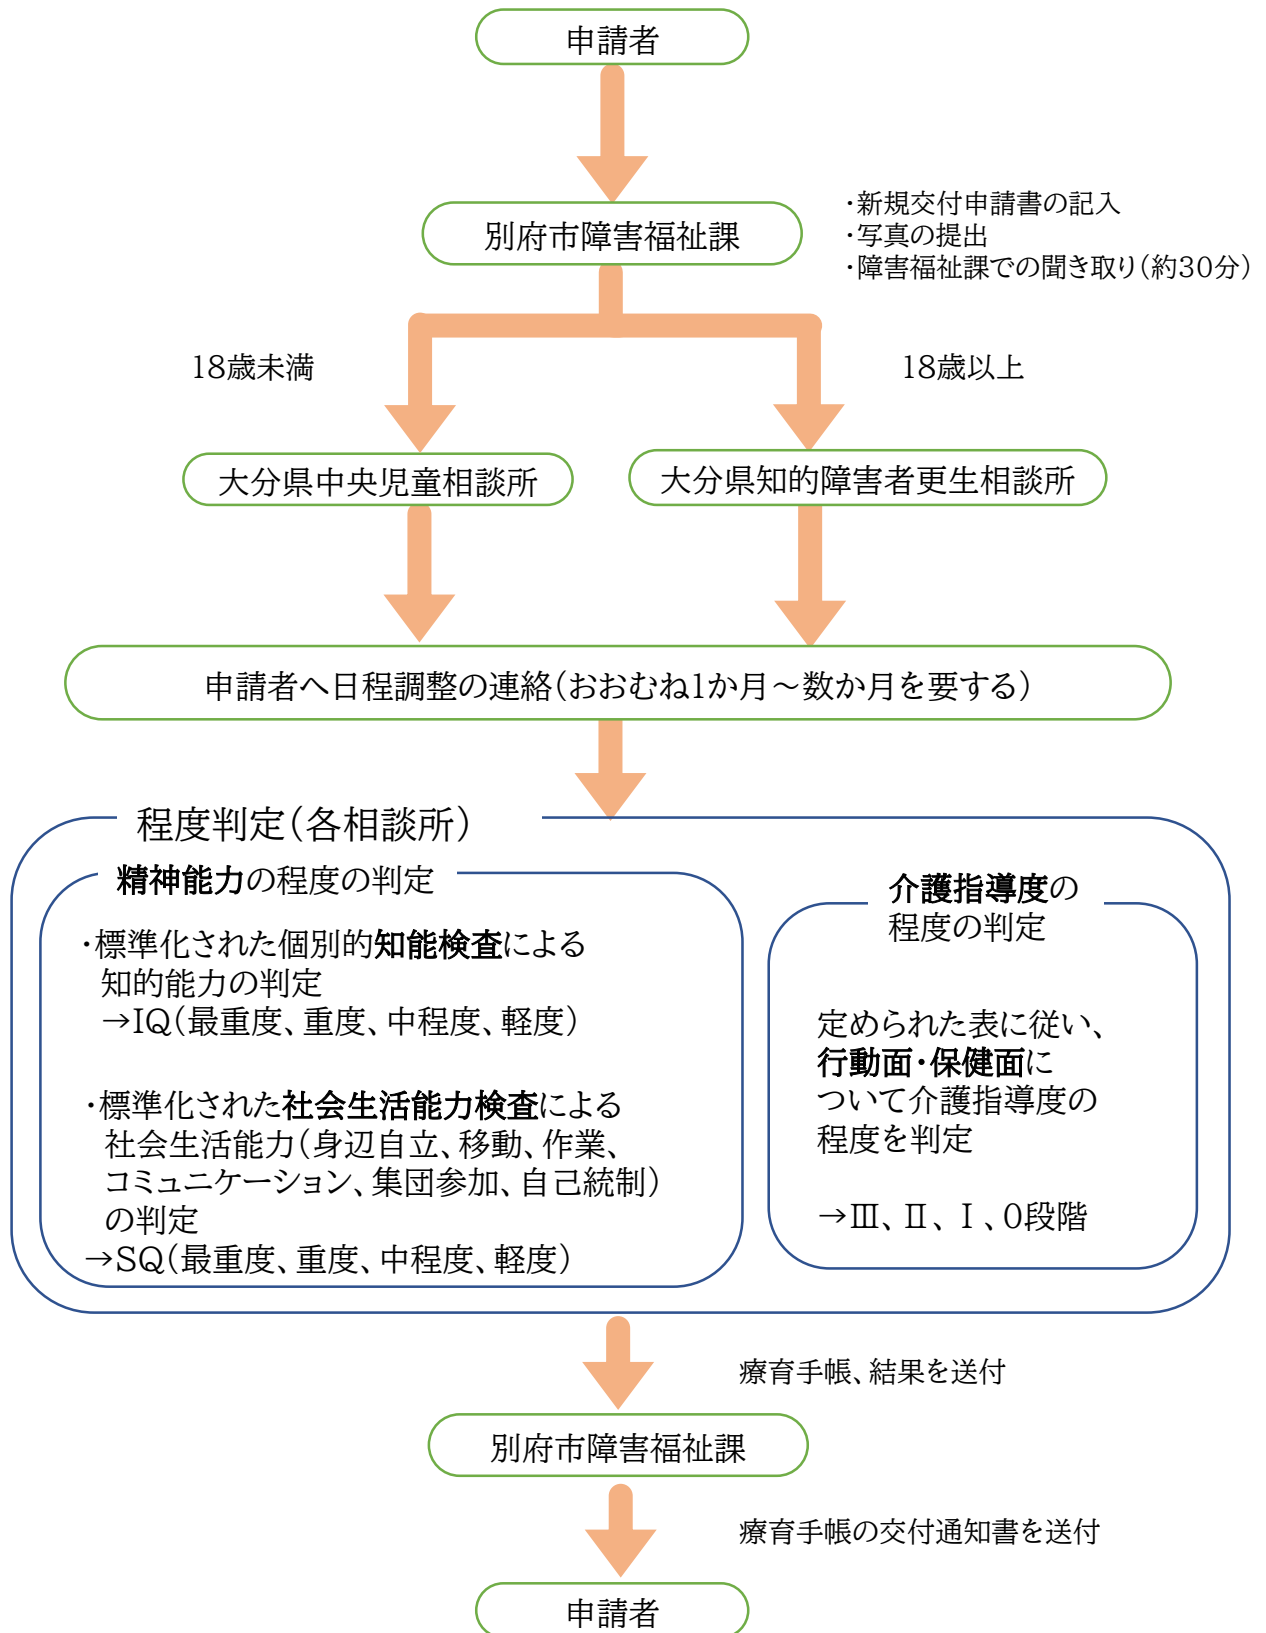 申請者
別府市障害福祉課
・新規交付申請書の記入
・写真の提出
・障害福祉課での聞き取り（約30分）
18歳未満
18歳以上
大分県中央児童相談所
大分県知的障害者更生相談所
申請者へ日程調整の連絡（おおむね1か月～数か月を要する）
程度判定（各相談所）
精神能力の程度の判定
・標準化された個別的知能検査による
知的能力の判定
→IQ（最重度、重度、中程度、軽度）
・標準化された社会生活能力検査による
社会生活能力（身辺自立、移動、作業、
コミュニケーション、集団参加、自己統制）
の判定
→SQ（最重度、重度、中程度、軽度）
介護指導度の
程度の判定
定められた表に従い、
行動面・保健面に
ついて介護指導度の
程度を判定
→Ⅲ、Ⅱ、Ⅰ、0段階
療育手帳、結果を送付
別府市障害福祉課
療育手帳の交付通知書を送付
申請者